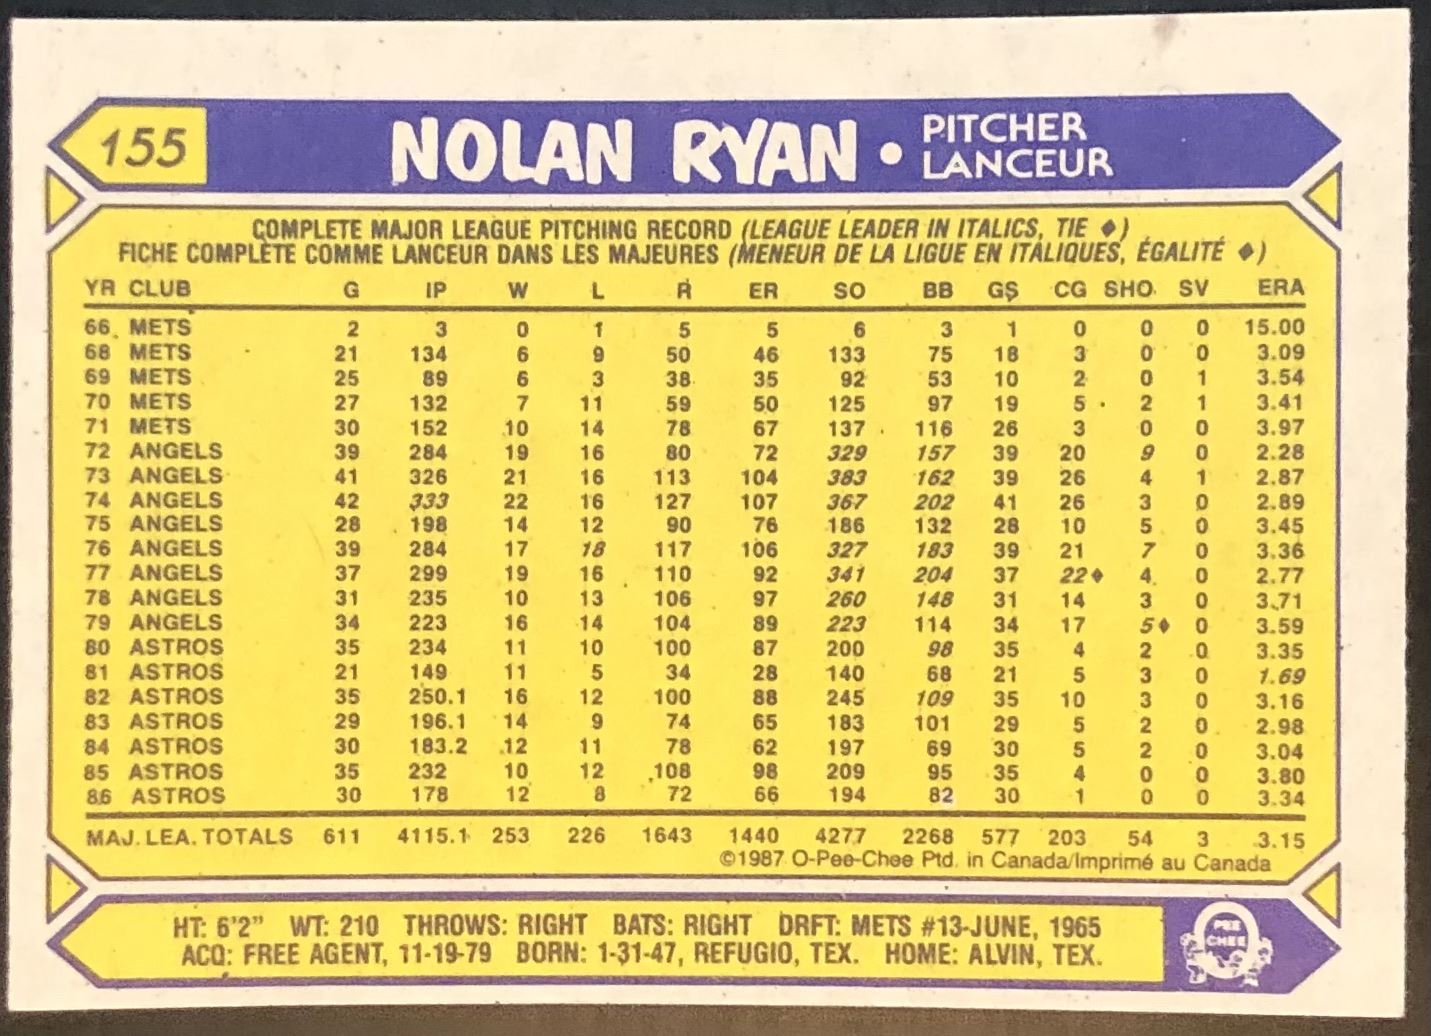 155
NOLAN RYAN • PITCHER
LANCEUR
COMPLETE MAJOR LEAGUE PITCHING RECORD (LEAGUE LEADER IN ITALICS, TIE ♦)
FICHE COMPLÈTE COMME LANCEUR DANS LES MAJEURES (MENEUR DE LA LIGUE EN ITALIQUES, ÉGALITÉ ♦)
YR CLUB G IP W L R ER SO BB GS CG SHO SV ERA
66 METS 2 3 0 1 5 5 6 3 1 0 0 0 15.00
68 METS 21 134 6 9 50 46 133 75 18 3 0 0 3.09
69 METS 25 89 6 3 38 35 92 53 10 2 0 1 3.54
70 METS 27 132 7 11 59 50 125 97 19 5 2 1 3.41
71 METS 30 152 10 14 78 67 137 116 26 3 0 0 3.97
72 ANGELS 39 284 19 16 80 72 329 157 39 20 9 0 2.28
73 ANGELS 41 326 21 16 113 104 383 162 39 26 4 1 2.87
74 ANGELS 42 333 22 16 127 107 367 202 41 26 3 0 2.89
75 ANGELS 28 198 14 12 90 76 186 132 28 10 5 0 3.45
76 ANGELS 39 284 17 18 117 106 327 183 39 21 7 0 3.36
77 ANGELS 37 299 19 16 110 92 341 204 37 22♦ 4 0 2.77
78 ANGELS 31 235 10 13 106 97 260 148 31 14 3 0 3.71
79 ANGELS 34 223 16 14 104 89 223 114 34 17 5♦ 0 3.59
80 ASTROS 35 234 11 10 100 87 200 98 35 4 2 0 3.35
81 ASTROS 21 149 11 5 34 28 140 68 21 5 3 0 1.69
82 ASTROS 35 250.1 16 12 100 88 245 109 35 10 3 0 3.16
83 ASTROS 29 196.1 14 9 74 65 183 101 29 5 2 0 2.98
84 ASTROS 30 183.2 12 11 78 62 197 69 30 5 2 0 3.04
85 ASTROS 35 232 10 12 108 98 209 95 35 4 0 0 3.80
86 ASTROS 30 178 12 8 72 66 194 82 30 1 0 0 3.34
MAJ. LEA. TOTALS 611 4115.1 253 226 1643 1440 4277 2268 577 203 54 3 3.15
©1987 O-Pee-Chee Ptd. in Canada/Imprimé au Canada
HT: 6'2" WT: 210 THROWS: RIGHT BATS: RIGHT DRFT: METS #13-JUNE, 1965
ACQ: FREE AGENT, 11-19-79 BORN: 1-31-47, REFUGIO, TEX. HOME: ALVIN, TEX.
PEE
CHEE